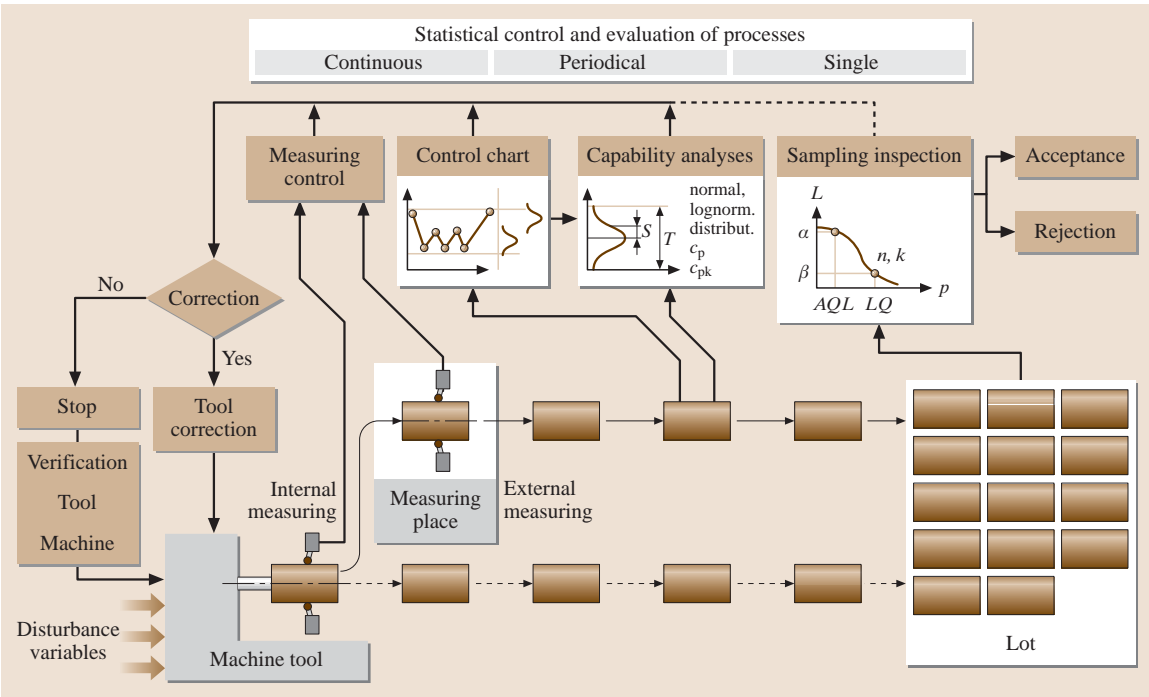 Statistical control and evaluation of processes
Continuous
Periodical
Single
Measuring
control
Control chart
Capability analyses
normal,
lognorm.
distribut.
c_p
c_pk
S
T
Sampling inspection
L
α
β
n, k
p
AQL
LQ
Acceptance
Rejection
No
Correction
Yes
Stop
Tool
correction
Verification
Tool
Machine
Internal
measuring
Measuring
place
External
measuring
Disturbance
variables
Machine tool
Lot